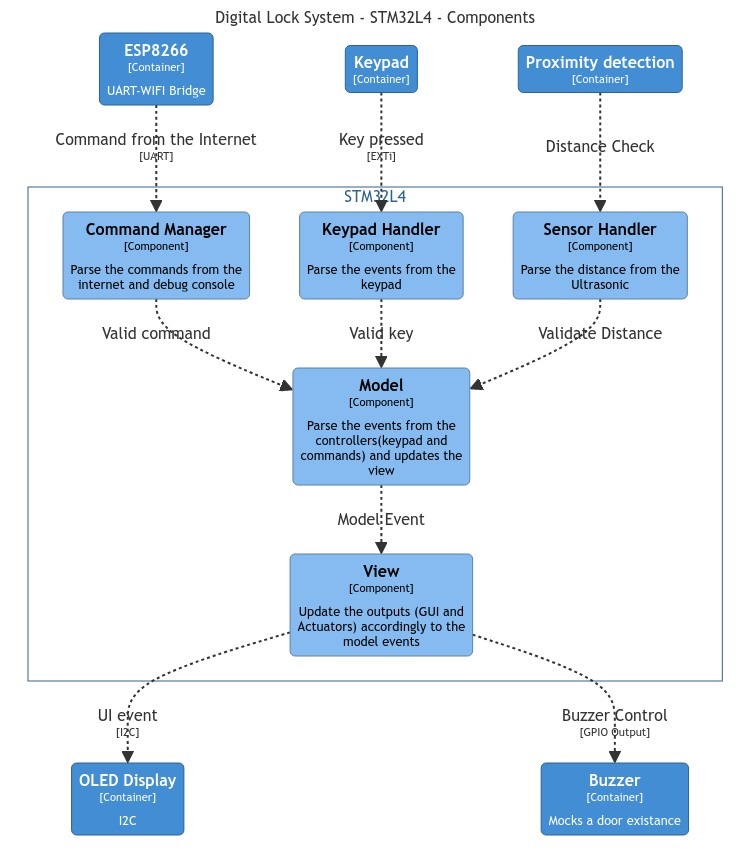 Digital Lock System - STM32L4 - Components
ESP8266
[Container]
UART-WIFI Bridge
Keypad
[Container]
Proximity detection
[Container]
Command from the Internet
[UART]
Key pressed
[EXTI]
Distance Check
STM32L4
Command Manager
[Component]
Parse the commands from the
internet and debug console
Keypad Handler
[Component]
Parse the events from the
keypad
Sensor Handler
[Component]
Parse the distance from the
Ultrasonic
Valid command
Valid key
Validate Distance
Model
[Component]
Parse the events from the
controllers(keypad and
commands) and updates the
view
Model Event
View
[Component]
Update the outputs (GUI and
Actuators) accordingly to the
model events
UI event
[I2C]
Buzzer Control
[GPIO Output]
OLED Display
[Container]
I2C
Buzzer
[Container]
Mocks a door existance